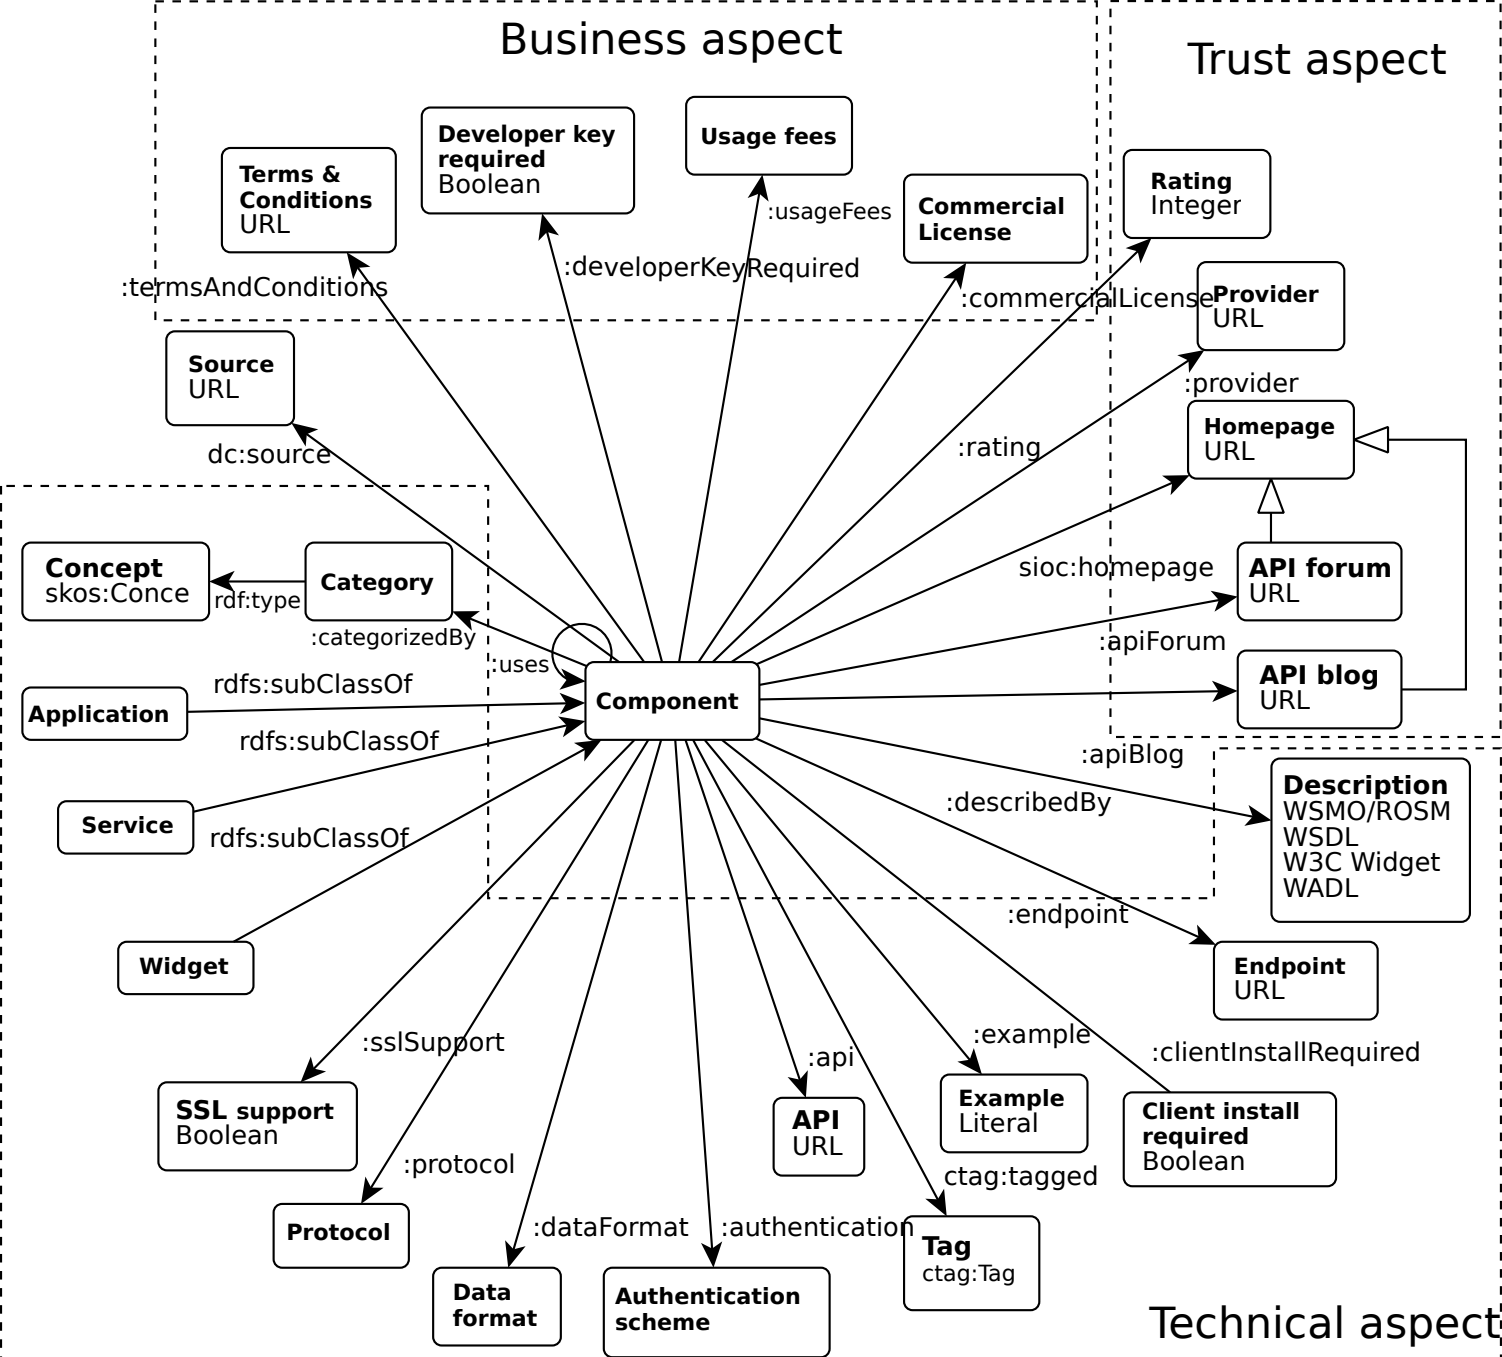 Business aspect
Trust aspect
Developer key
required
Boolean
Usage fees
Terms &
Conditions
URL
Commercial
License
Rating
Integer
:usageFees
:developerKeyRequired
:termsAndConditions
:commercialLicense
Provider
URL
Source
URL
:provider
Homepage
URL
:rating
dc:source
Concept
skos:Conce
rdf:type
Category
:categorizedBy
sioc:homepage
API forum
URL
:apiForum
:uses
Component
API blog
URL
rdfs:subClassOf
Application
rdfs:subClassOf
:apiBlog
Description
WSMO/ROSM
WSDL
W3C Widget
WADL
:describedBy
Service
rdfs:subClassOf
:endpoint
Widget
Endpoint
URL
:sslSupport
:api
:example
:clientInstallRequired
SSL support
Boolean
API
URL
Example
Literal
Client install
required
Boolean
:protocol
ctag:tagged
Protocol
:dataFormat
:authentication
Tag
ctag:Tag
Data
format
Authentication
scheme
Technical aspect